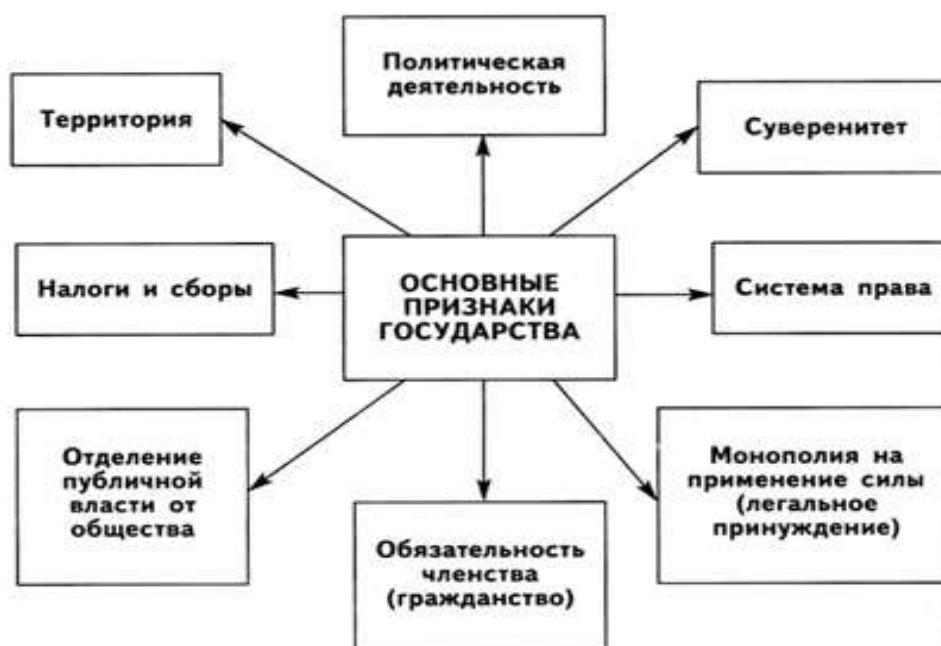 Политическая
деятельность
Территория
Суверенитет
Налоги и сборы
ОСНОВНЫЕ
ПРИЗНАКИ
ГОСУДАРСТВА
Система права
Отделение
публичной
власти от
общества
Обязательность
членства
(гражданство)
Монополия на
применение силы
(легальное
принуждение)